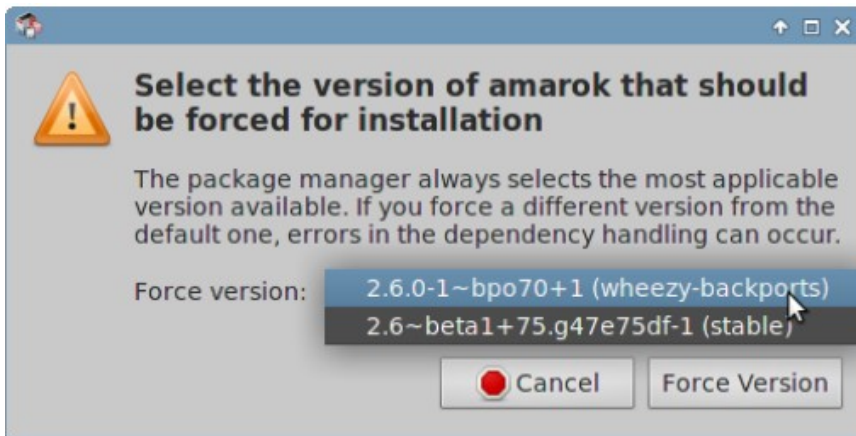 Select the version of amarok that should
be forced for installation
The package manager always selects the most applicable
version available. If you force a different version from the
default one, errors in the dependency handling can occur.
Force version: 2.6.0-1~bpo70+1 (wheezy-backports)
2.6~beta1+75.g47e75df-1 (stable)
Cancel Force Version